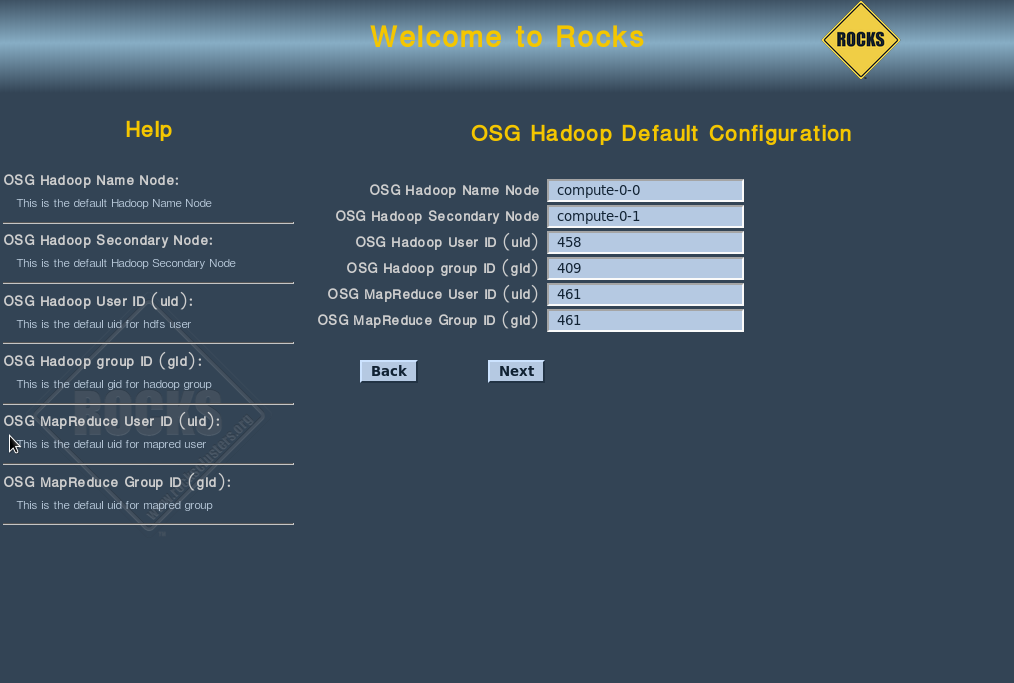 Welcome to Rocks
ROCKS
Help
OSG Hadoop Name Node:
This is the default Hadoop Name Node
OSG Hadoop Secondary Node:
This is the default Hadoop Secondary Node
OSG Hadoop User ID (uid):
This is the defaul uid for hdfs user
OSG Hadoop group ID (gid):
This is the defaul gid for hadoop group
OSG MapReduce User ID (uid):
This is the defaul uid for mapred user
OSG MapReduce Group ID (gid):
This is the defaul uid for mapred group
ROCKS
www.rocksclusters.org
OSG Hadoop Default Configuration
OSG Hadoop Name Node compute-0-0
OSG Hadoop Secondary Node compute-0-1
OSG Hadoop User ID (uid) 458
OSG Hadoop group ID (gid) 409
OSG MapReduce User ID (uid) 461
OSG MapReduce Group ID (gid) 461
Back Next